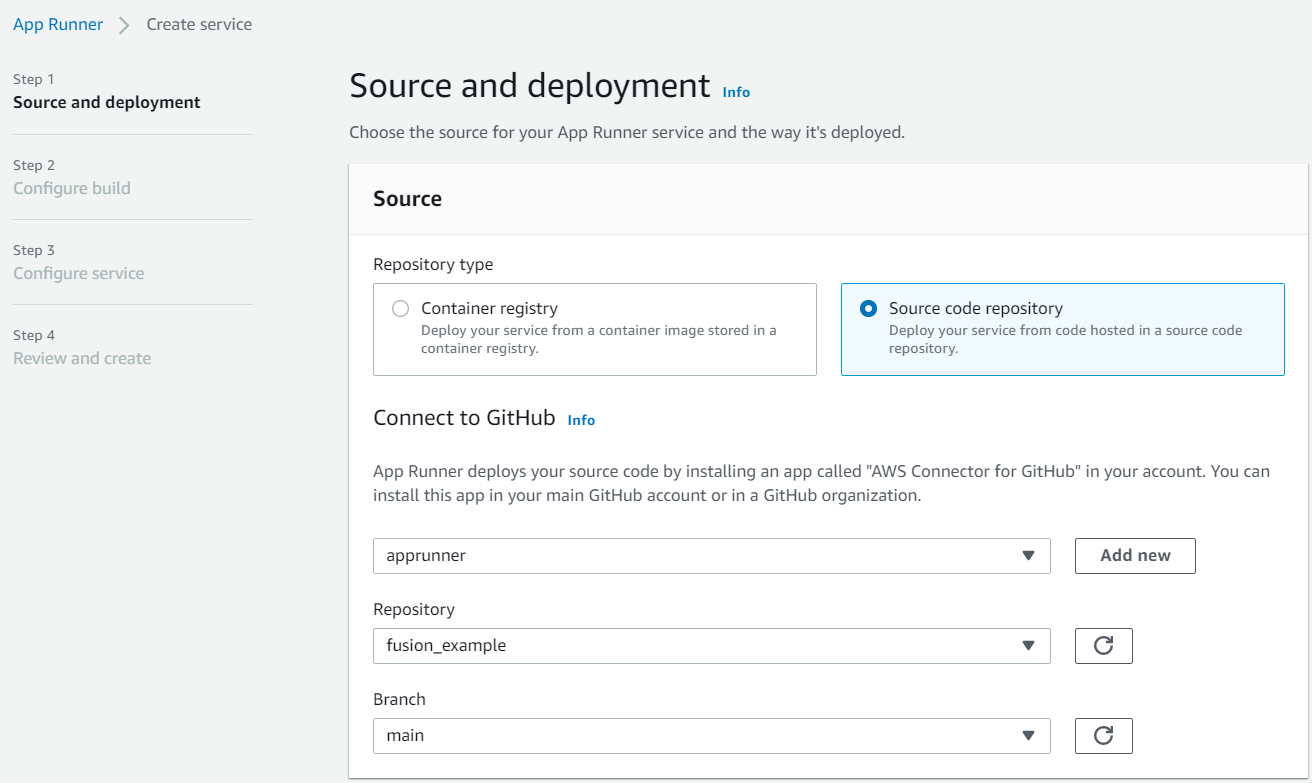 App Runner
Create service
Step 1
Source and deployment
Step 2
Configure build
Step 3
Configure service
Step 4
Review and create
Source and deployment Info
Choose the source for your App Runner service and the way it's deployed.
Source
Repository type
Container registry
Deploy your service from a container image stored in a
container registry.
Source code repository
Deploy your service from code hosted in a source code
repository.
Connect to GitHub Info
App Runner deploys your source code by installing an app called "AWS Connector for GitHub" in your account. You can
install this app in your main GitHub account or in a GitHub organization.
apprunner
Add new
Repository
fusion_example
Branch
main